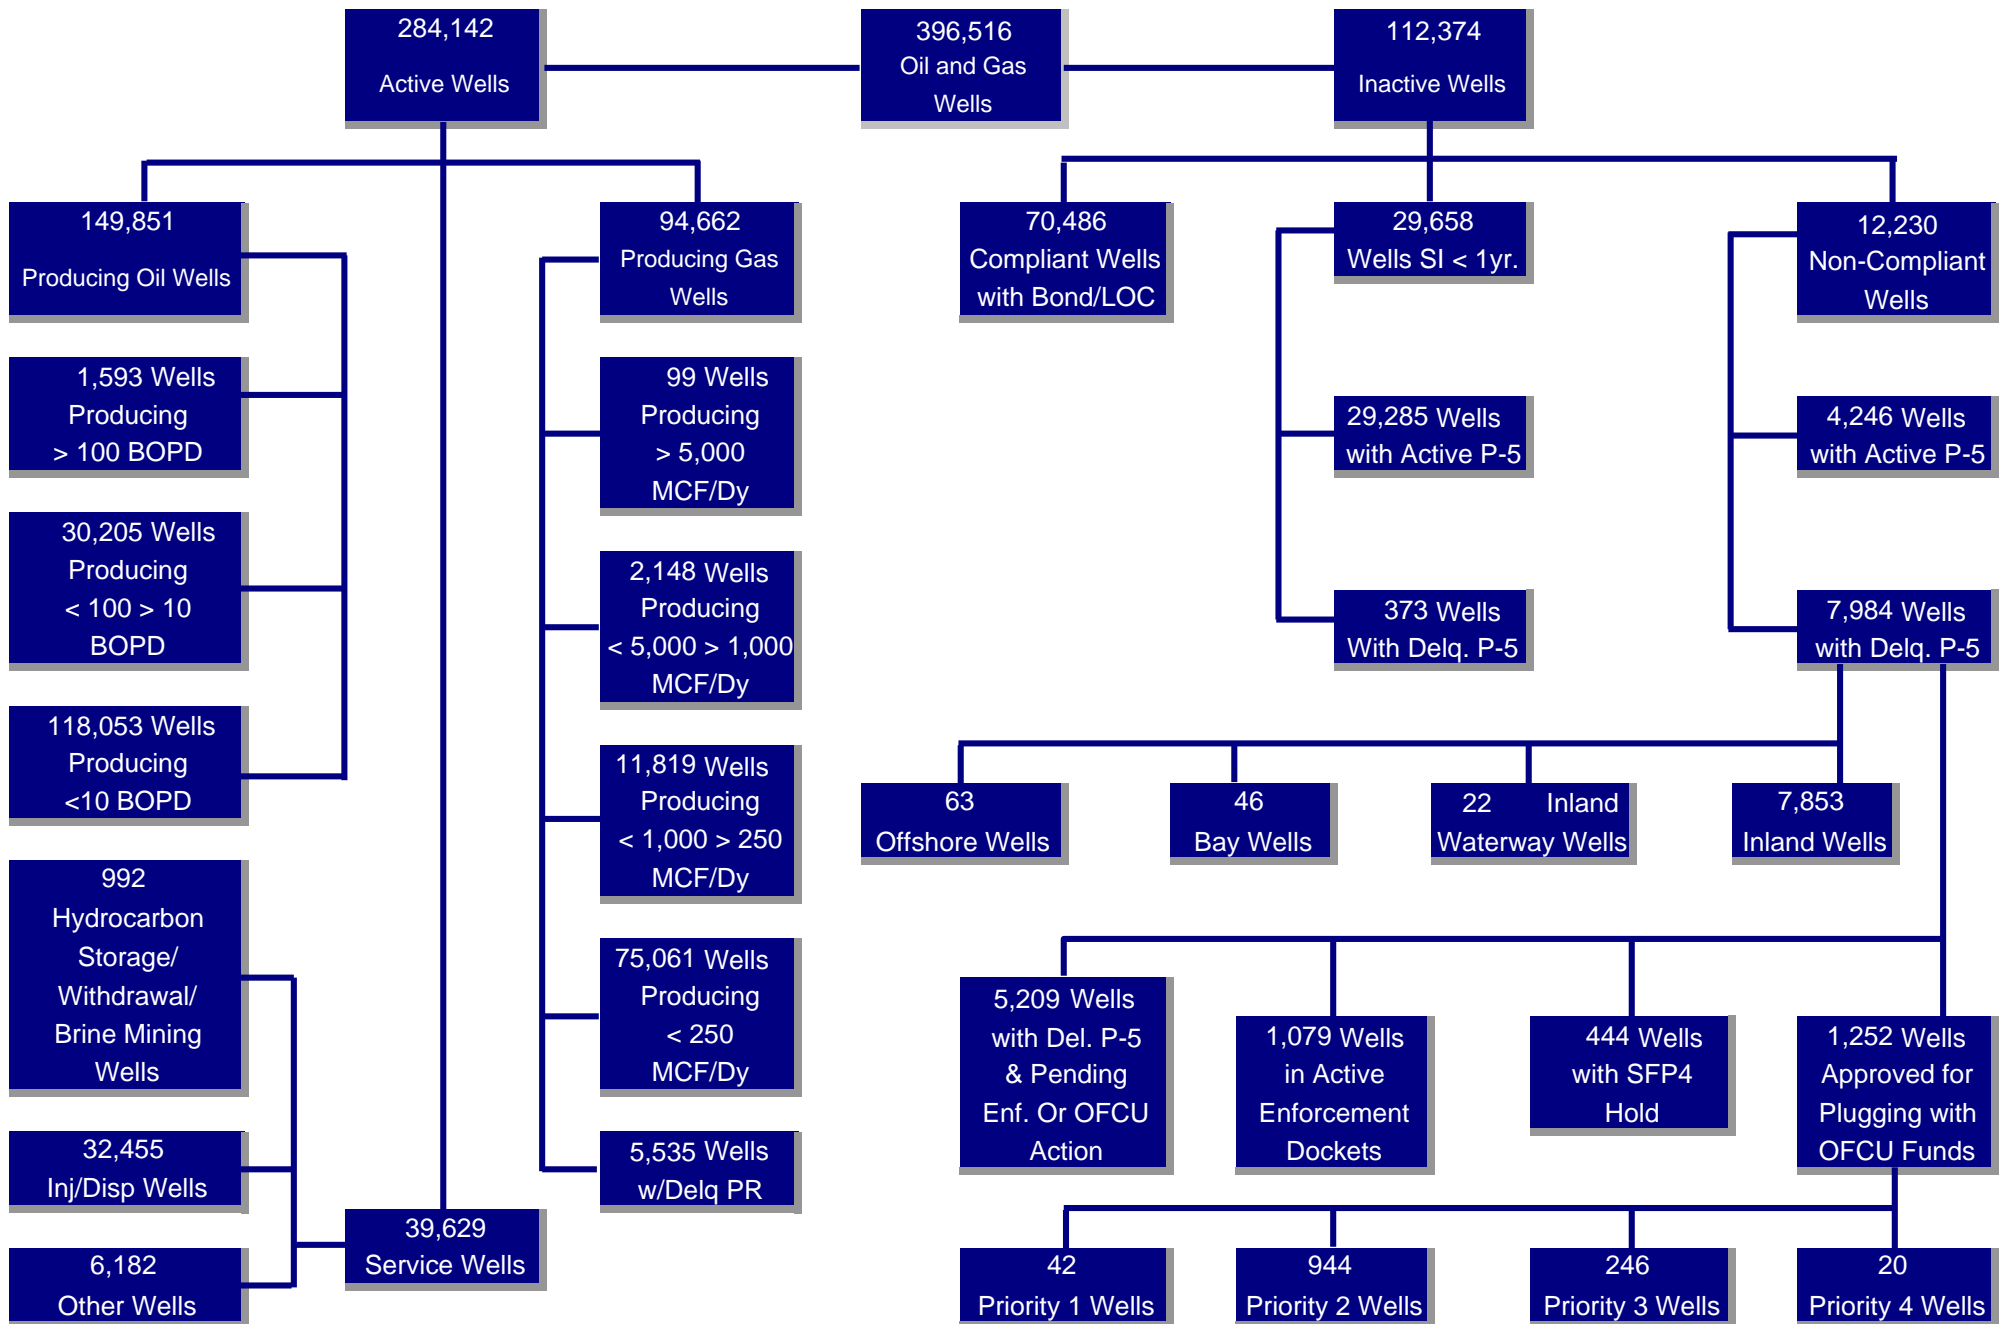 284,142
Active Wells
396,516
Oil and Gas
Wells
112,374
Inactive Wells
149,851
Producing Oil Wells
94,662
Producing Gas
Wells
70,486
Compliant Wells
with Bond/LOC
29,658
Wells SI < 1yr.
12,230
Non-Compliant
Wells
1,593 Wells
Producing
> 100 BOPD
99 Wells
Producing
> 5,000
MCF/Dy
29,285 Wells
with Active P-5
4,246 Wells
with Active P-5
30,205 Wells
Producing
< 100 > 10
BOPD
2,148 Wells
Producing
< 5,000 > 1,000
MCF/Dy
373 Wells
With Delq. P-5
7,984 Wells
with Delq. P-5
118,053 Wells
Producing
<10 BOPD
11,819 Wells
Producing
< 1,000 > 250
MCF/Dy
63
Offshore Wells
46
Bay Wells
22 Inland
Waterway Wells
7,853
Inland Wells
992
Hydrocarbon
Storage/
Withdrawal/
Brine Mining
Wells
75,061 Wells
Producing
< 250
MCF/Dy
5,209 Wells
with Del. P-5
& Pending
Enf. Or OFCU
Action
1,079 Wells
in Active
Enforcement
Dockets
444 Wells
with SFP4
Hold
1,252 Wells
Approved for
Plugging with
OFCU Funds
32,455
Inj/Disp Wells
5,535 Wells
w/Delq PR
39,629
Service Wells
6,182
Other Wells
42
Priority 1 Wells
944
Priority 2 Wells
246
Priority 3 Wells
20
Priority 4 Wells